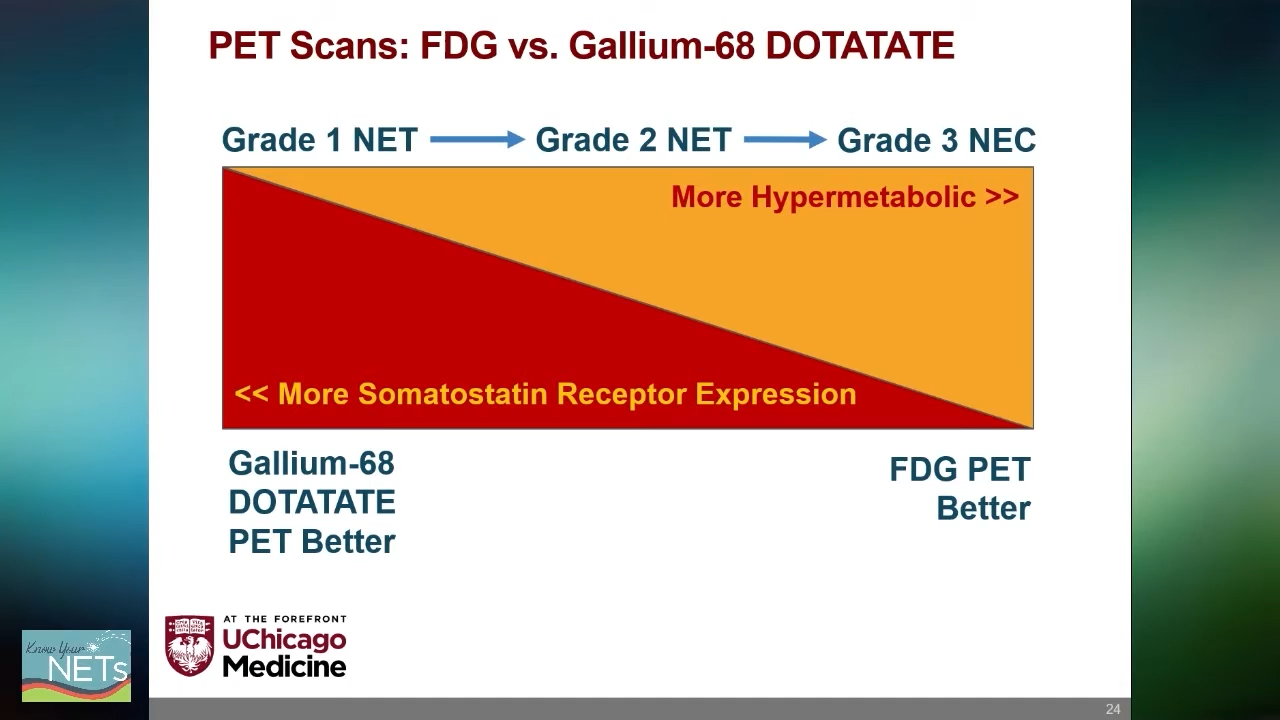 PET Scans: FDG vs. Gallium-68 DOTATATE
Grade 1 NET
Grade 2 NET
Grade 3 NEC
More Hypermetabolic >>
<< More Somatostatin Receptor Expression
Gallium-68
DOTATATE
PET Better
FDG PET
Better
AT THE FOREFRONT
UChicago
Medicine
Know Your
NETs
24